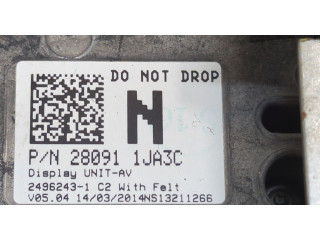 DO NOT DROP
N
P/N 28091 1JA3C
Display UNIT-AV
2496243-1 C2 With Felt
V05.04 14/03/2014NS13211266